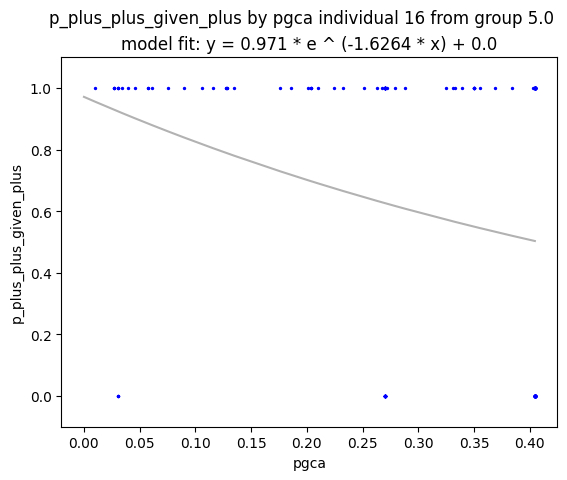 p_plus_plus_given_plus by pgca individual 16 from group 5.0
model fit: y = 0.971 * e ^ (-1.6264 * x) + 0.0
p_plus_plus_given_plus
1.0
0.8
0.6
0.4
0.2
0.0
0.00 0.05 0.10 0.15 0.20 0.25 0.30 0.35 0.40
pgca